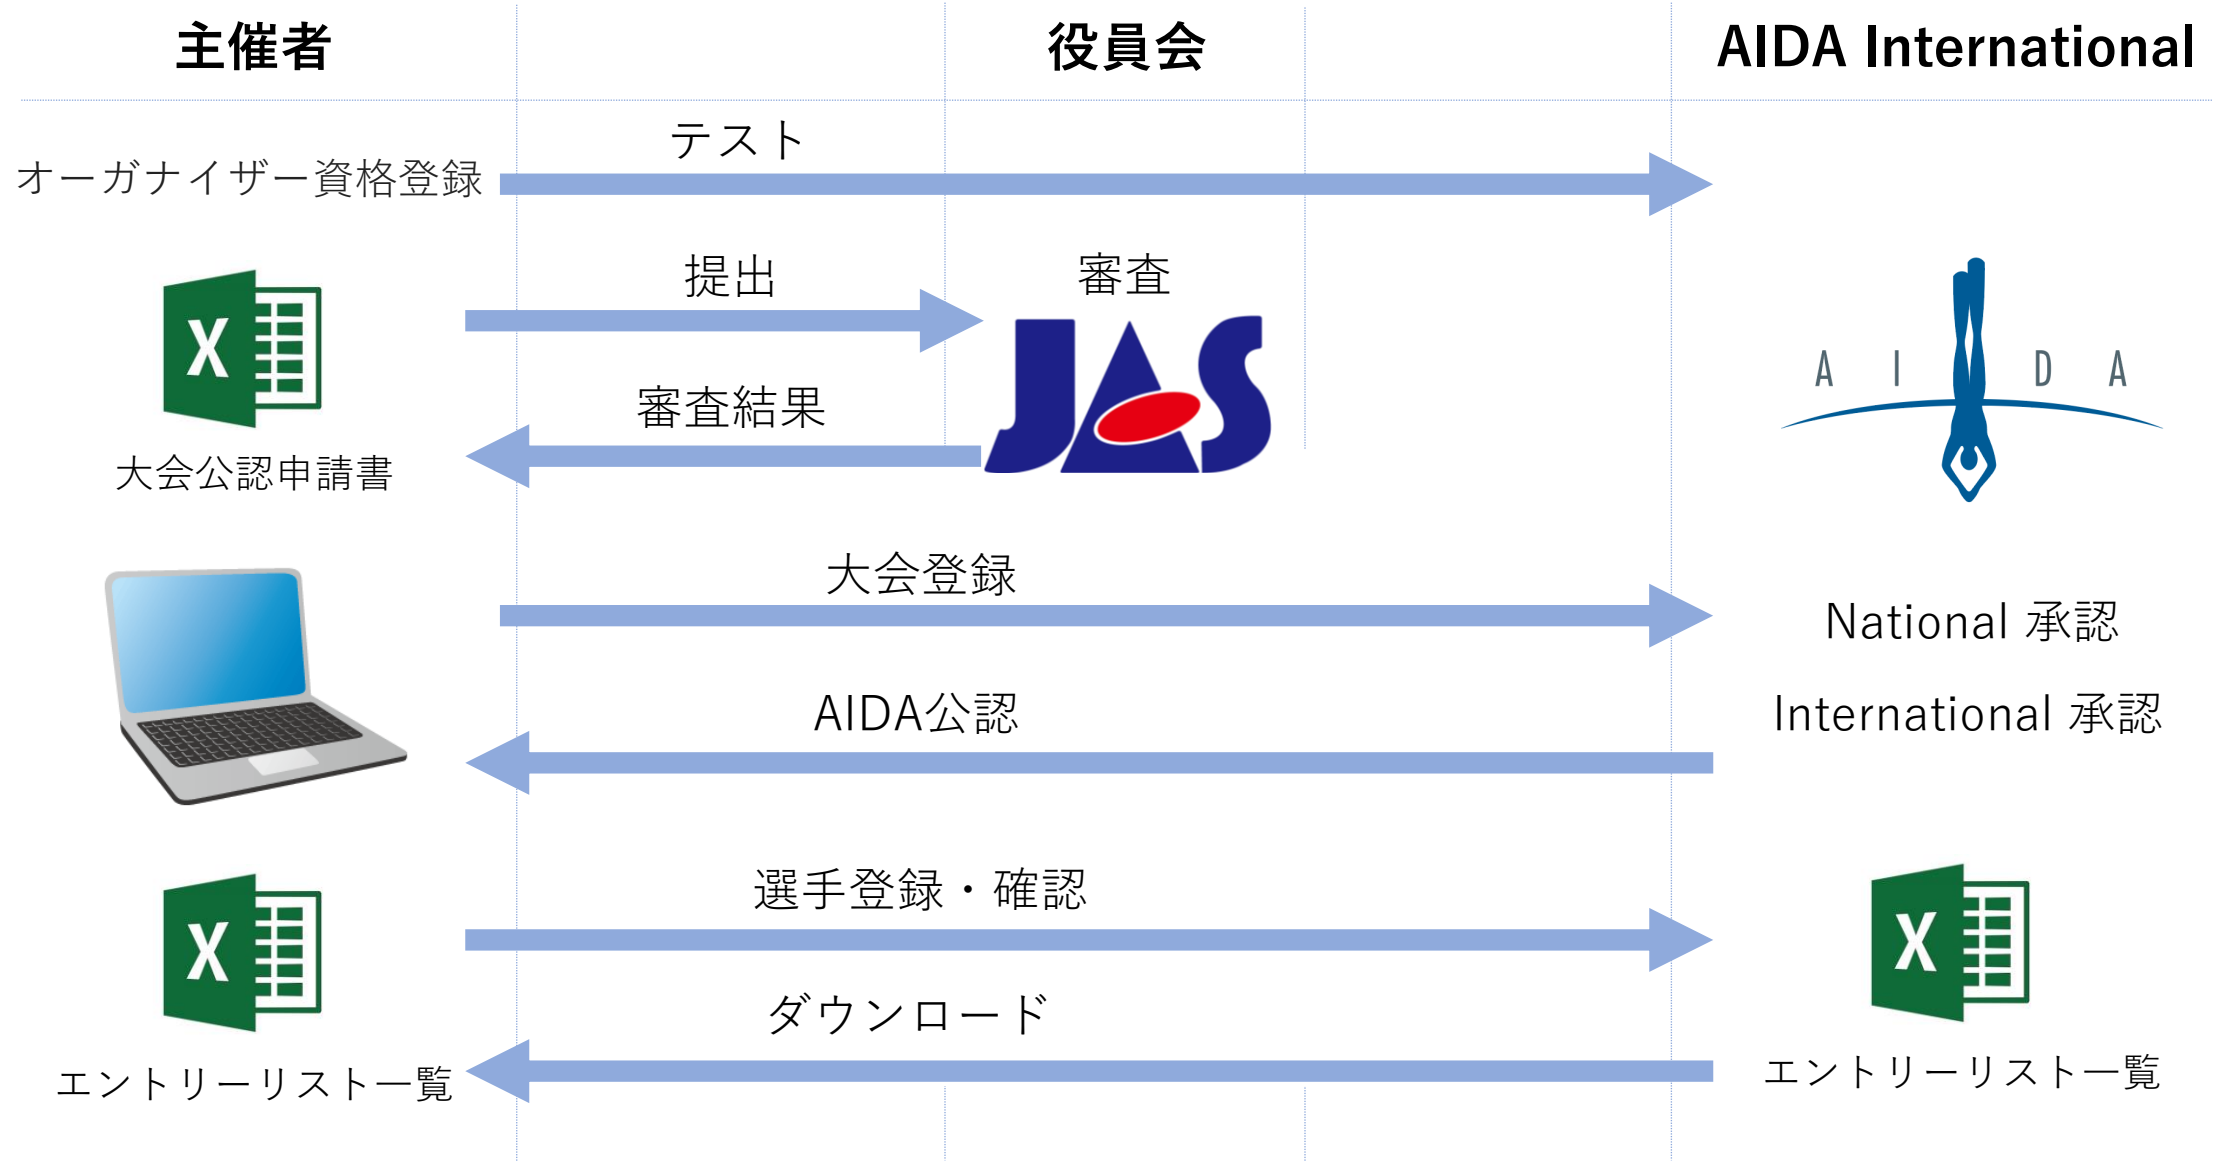 主催者
役員会
AIDA International
テスト
オーガナイザー資格登録
提出
審査
X
JAS
A I D A
審査結果
大会公認申請書
大会登録
National 承認
AIDA公認
International 承認
選手登録・確認
X
X
ダウンロード
エントリーリスト一覧
エントリーリスト一覧